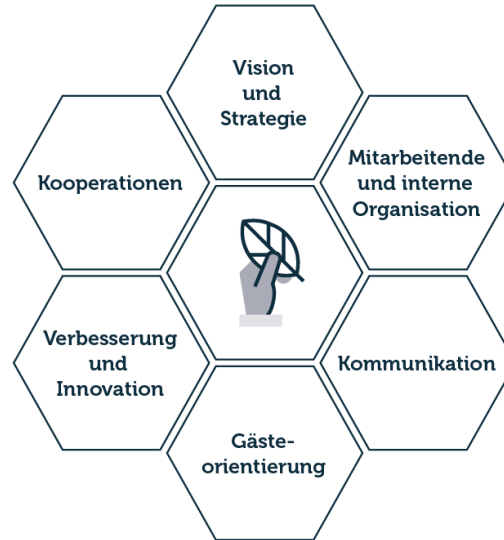 Vision
und
Strategie
Mitarbeitende
und interne
Organisation
Kommunikation
Gäste-
orientierung
Verbesserung
und
Innovation
Kooperationen